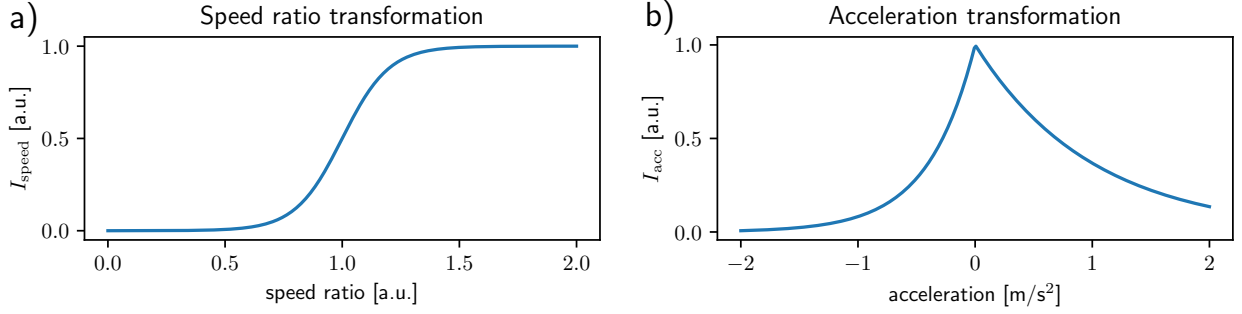 a)
Speed ratio transformation
1.0
0.5
0.0
I_speed [a.u.]
0.0 0.5 1.0 1.5 2.0
speed ratio [a.u.]
b)
Acceleration transformation
1.0
0.5
0.0
I_acc [a.u.]
−2 −1 0 1 2
acceleration [m/s²]